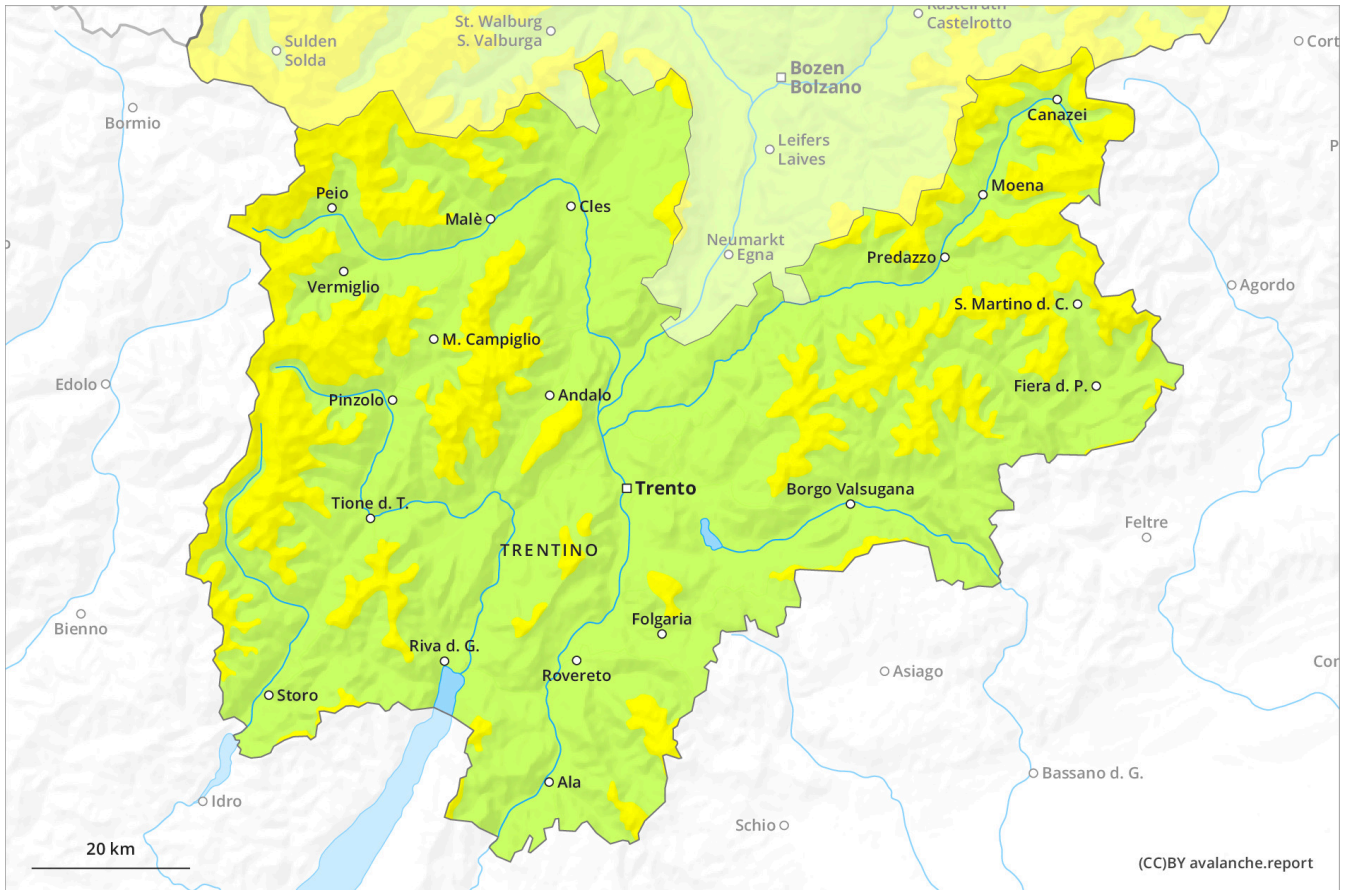 Kastelruth
Castelrotto
St. Walburg
S. Valburga
Sulden
Solda
Cort
Bozen
Bolzano
Bormio
Canazei
Leifers
Laives
P
Moena
Peio
Malè
Cles
Neumarkt
Egna
Predazzo
Vermiglio
Agordo
S. Martino d. C.
M. Campiglio
Edolo
Fiera d. P.
Pinzolo
Andalo
Trento
Borgo Valsugana
Tione d. T.
Feltre
TRENTINO
Bienno
Folgaria
Riva d. G.
Rovereto
Asiago
Cor
Storo
Bassano d. G.
Ala
Idro
Schio
20 km
(CC)BY avalanche.report